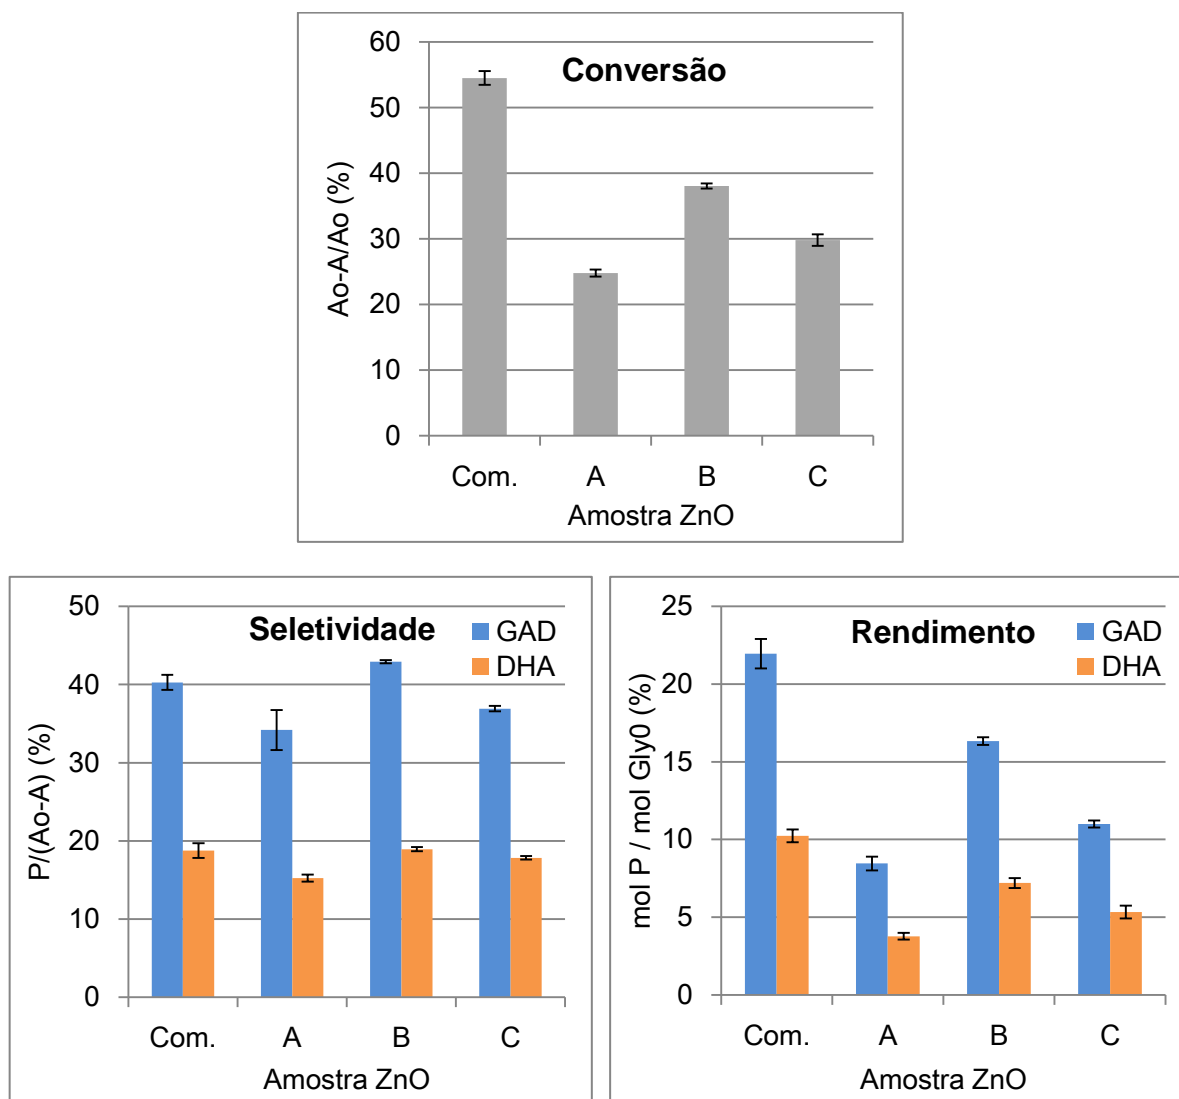 Conversão
Ao-A/Ao (%)
60
50
40
30
20
10
0
Com. A B C
Amostra ZnO
Seletividade
GAD
DHA
P/(Ao-A) (%)
50
40
30
20
10
0
Com. A B C
Amostra ZnO
Rendimento
GAD
DHA
mol P / mol Gly0 (%)
25
20
15
10
5
0
Com. A B C
Amostra ZnO